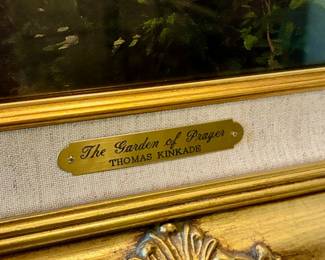 The Garden of Prayer
THOMAS KINKADE